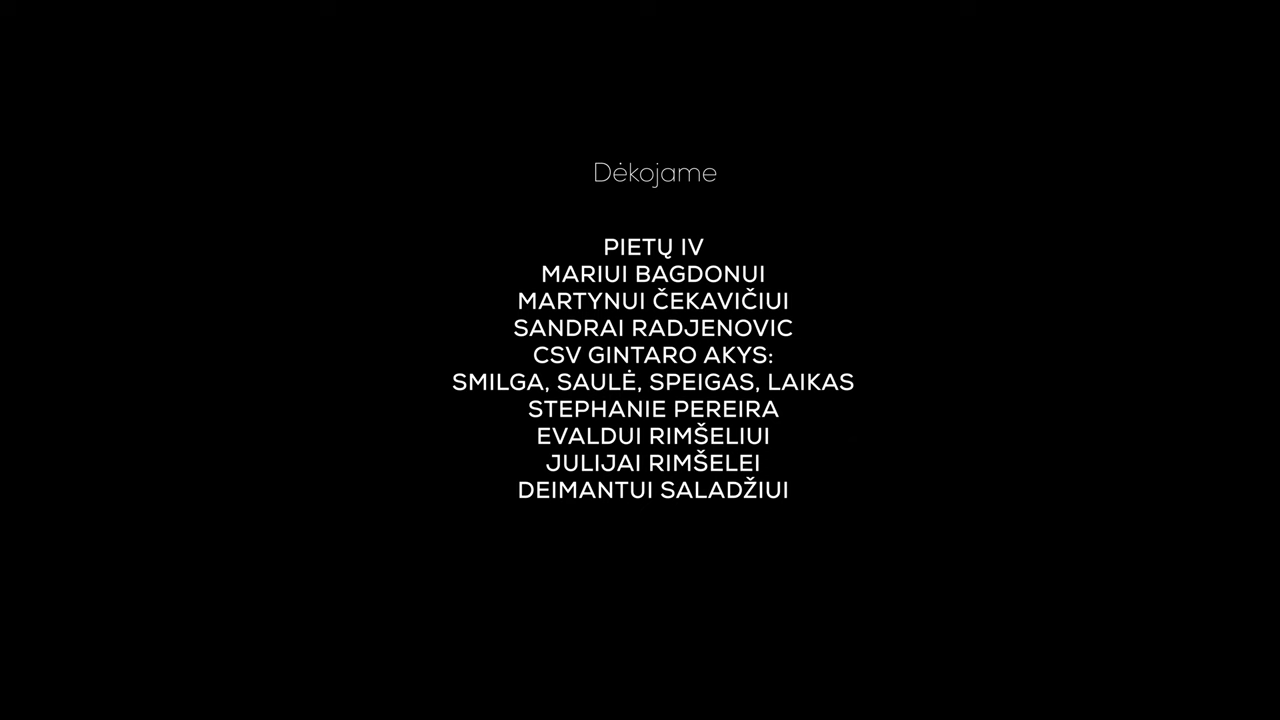 Dėkojame
PIETŲ IV
MARIUI BAGDONUI
MARTYNUI ČEKAVIČIUI
SANDRAI RADJENOVIC
CSV GINTARO AKYS:
SMILGA, SAULĖ, SPEIGAS, LAIKAS
STEPHANIE PEREIRA
EVALDUI RIMŠELIUI
JULIJAI RIMŠELEI
DEIMANTUI SALADŽIUI